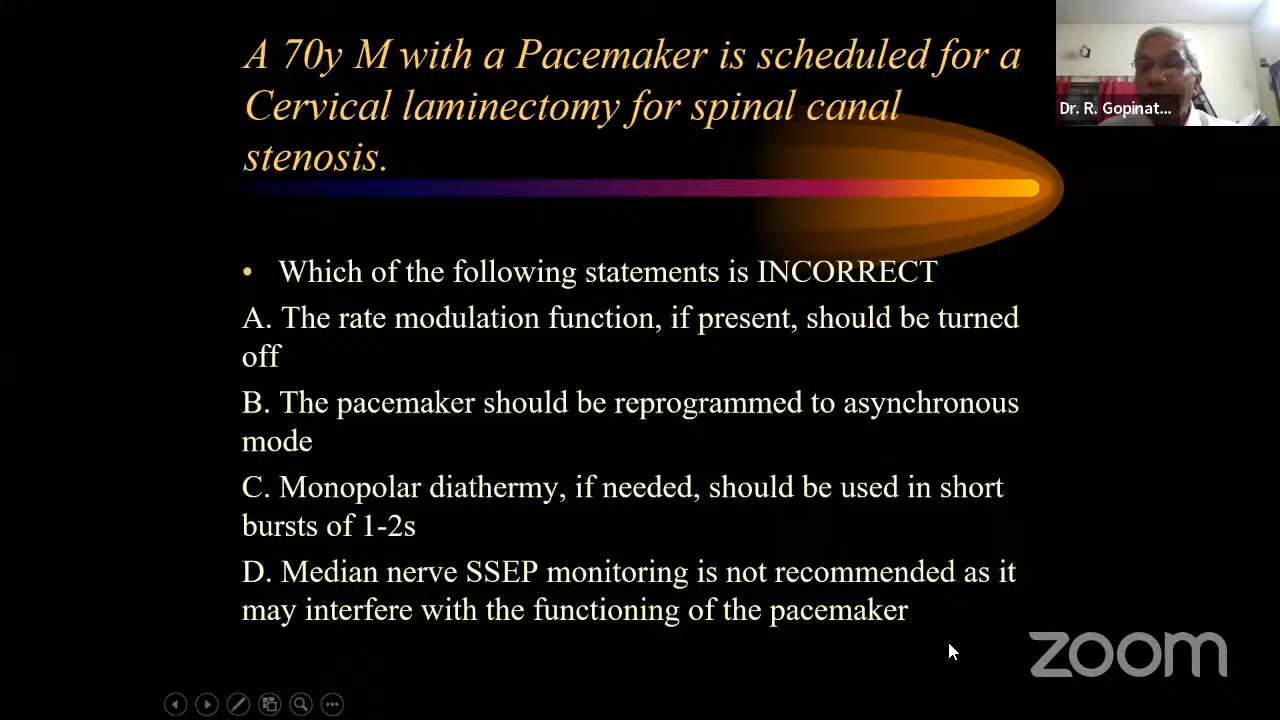 A 70y M with a Pacemaker is scheduled for a
Cervical laminectomy for spinal canal
stenosis.
Dr. R. Gopinat...
• Which of the following statements is INCORRECT
A. The rate modulation function, if present, should be turned
off
B. The pacemaker should be reprogrammed to asynchronous
mode
C. Monopolar diathermy, if needed, should be used in short
bursts of 1-2s
D. Median nerve SSEP monitoring is not recommended as it
may interfere with the functioning of the pacemaker
zoom